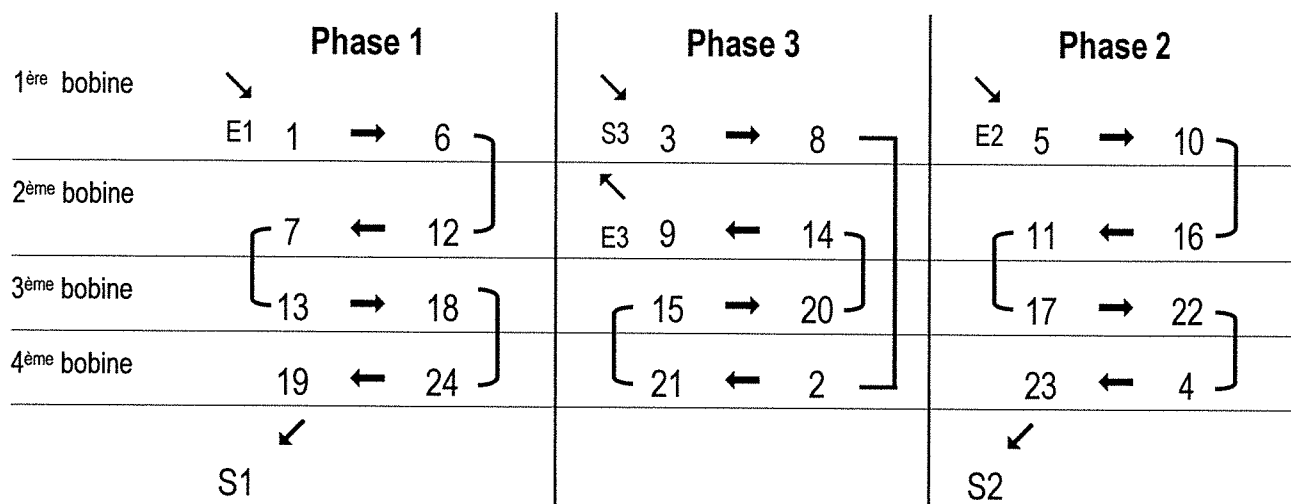 Phase 1 Phase 3 Phase 2
1ère bobine
E1 1 → 6 S3 3 → 8 E2 5 → 10
2ème bobine
7 ← 12 E3 9 ← 14 11 ← 16
3ème bobine
13 → 18 15 → 20 17 → 22
4ème bobine
19 ← 24 21 ← 2 23 ← 4
S1 S2